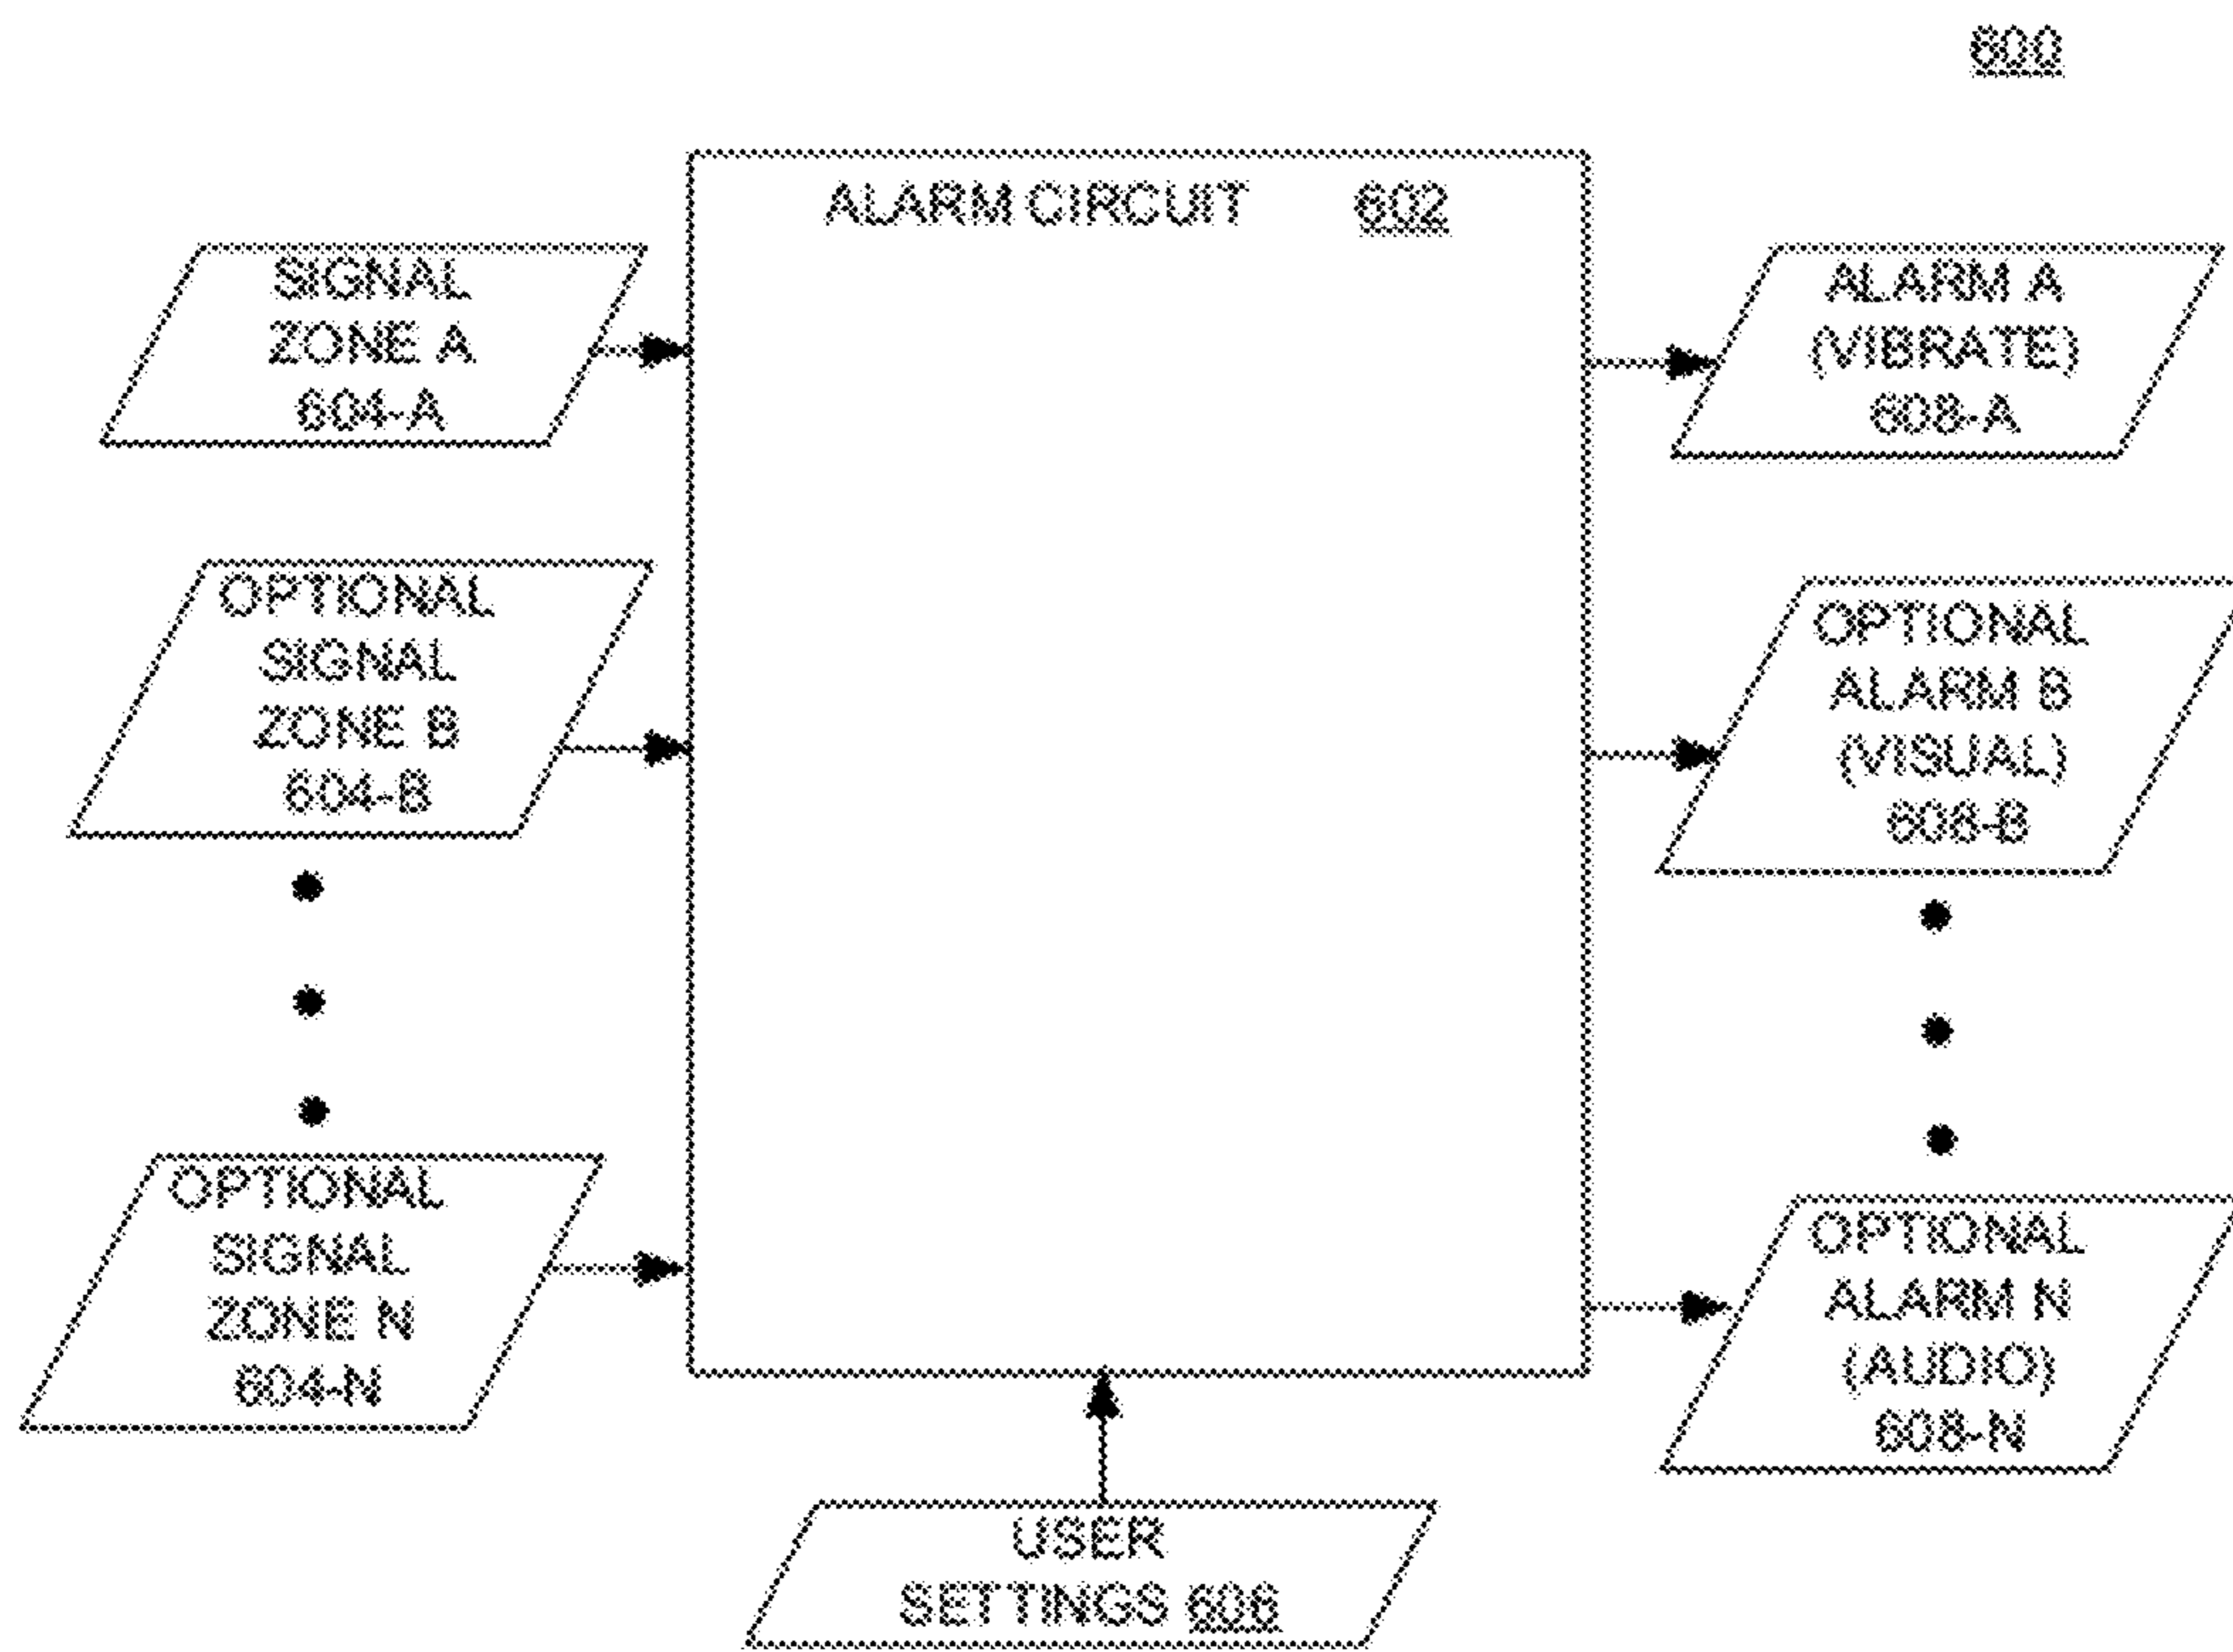 600
ALARM CIRCUIT 602
SIGNAL
ZONE A
604-A
OPTIONAL
SIGNAL
ZONE B
604-B
OPTIONAL
SIGNAL
ZONE N
604-N
ALARM A
(VIBRATE)
608-A
OPTIONAL
ALARM B
(VISUAL)
608-B
OPTIONAL
ALARM N
(AUDIO)
608-N
USER
SETTINGS 606